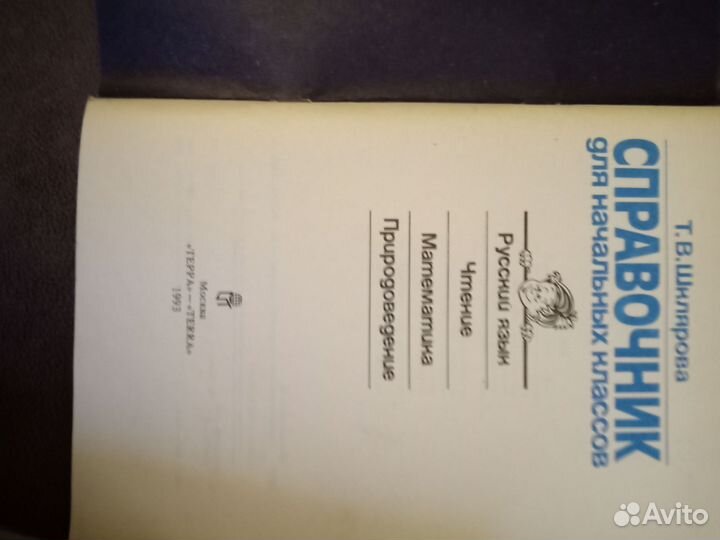 Т. В. Шклярова
СПРАВОЧНИК
для начальных классов
Русский язык
Чтение
Математика
Природоведение
Москва
«ТЕРРА» — «TERRA»
1993
Avito